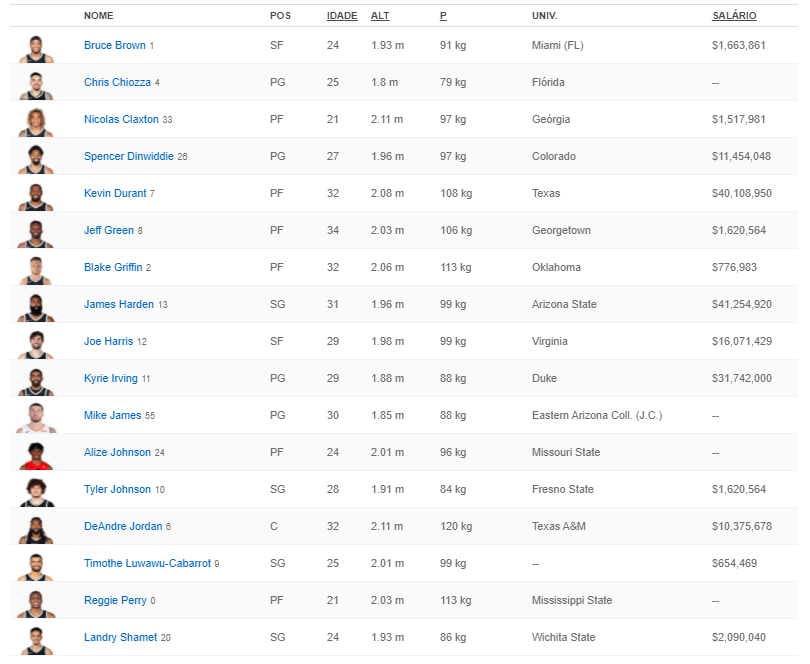 NOME POS IDADE ALT P UNIV. SALÁRIO
Bruce Brown 1 SF 24 1.93 m 91 kg Miami (FL) $1,663,861
Chris Chiozza 4 PG 25 1.8 m 79 kg Flórida --
Nicolas Claxton 33 PF 21 2.11 m 97 kg Geórgia $1,517,981
Spencer Dinwiddie 26 PG 27 1.96 m 97 kg Colorado $11,454,048
Kevin Durant 7 PF 32 2.08 m 108 kg Texas $40,108,950
Jeff Green 8 PF 34 2.03 m 106 kg Georgetown $1,620,564
Blake Griffin 2 PF 32 2.06 m 113 kg Oklahoma $776,983
James Harden 13 SG 31 1.96 m 99 kg Arizona State $41,254,920
Joe Harris 12 SF 29 1.98 m 99 kg Virginia $16,071,429
Kyrie Irving 11 PG 29 1.88 m 88 kg Duke $31,742,000
Mike James 55 PG 30 1.85 m 88 kg Eastern Arizona Coll. (J.C.) --
Alize Johnson 24 PF 24 2.01 m 96 kg Missouri State --
Tyler Johnson 10 SG 28 1.91 m 84 kg Fresno State $1,620,564
DeAndre Jordan 6 C 32 2.11 m 120 kg Texas A&M $10,375,678
Timothe Luwawu-Cabarrot 9 SG 25 2.01 m 99 kg -- $654,469
Reggie Perry 0 PF 21 2.03 m 113 kg Mississippi State --
Landry Shamet 20 SG 24 1.93 m 86 kg Wichita State $2,090,040